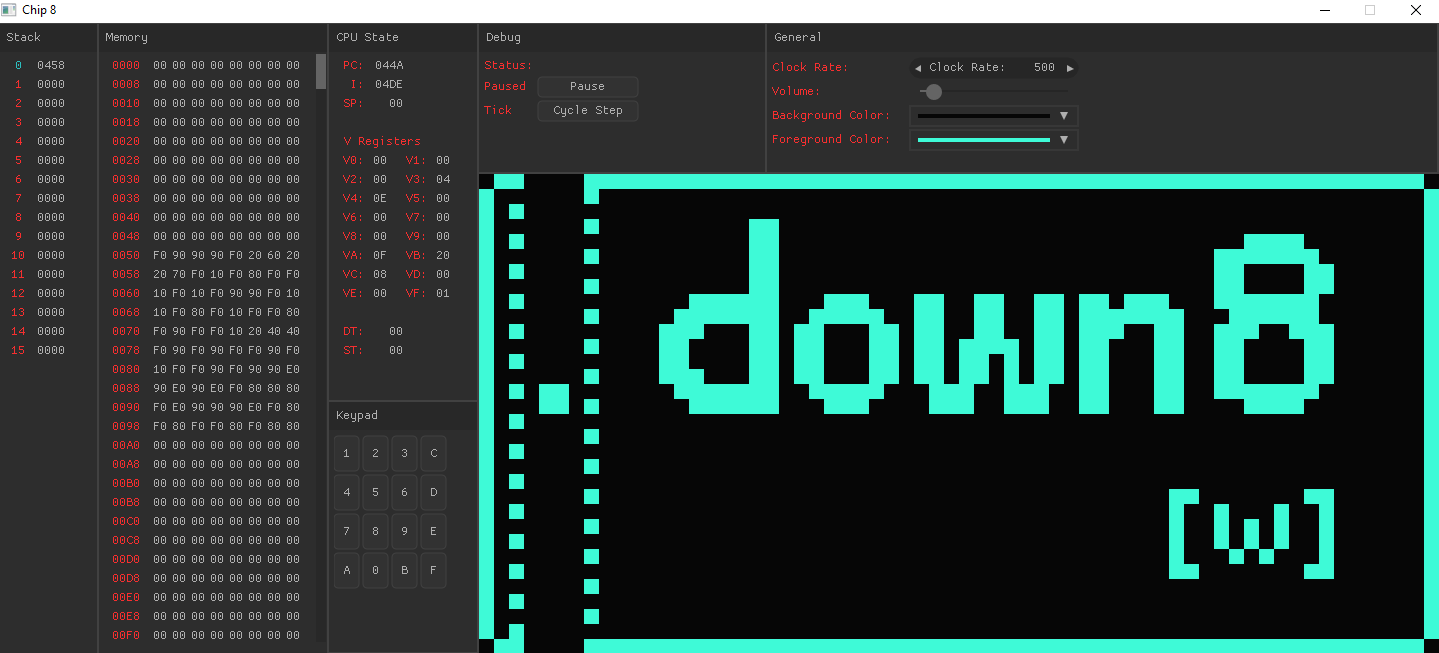 Chip 8
Stack
0 0458
1 0000
2 0000
3 0000
4 0000
5 0000
6 0000
7 0000
8 0000
9 0000
10 0000
11 0000
12 0000
13 0000
14 0000
15 0000
Memory
0000 00 00 00 00 00 00 00 00
0008 00 00 00 00 00 00 00 00
0010 00 00 00 00 00 00 00 00
0018 00 00 00 00 00 00 00 00
0020 00 00 00 00 00 00 00 00
0028 00 00 00 00 00 00 00 00
0030 00 00 00 00 00 00 00 00
0038 00 00 00 00 00 00 00 00
0040 00 00 00 00 00 00 00 00
0048 00 00 00 00 00 00 00 00
0050 F0 90 90 90 F0 20 60 20
0058 20 70 F0 10 F0 80 F0 F0
0060 10 F0 10 F0 90 90 F0 10
0068 10 F0 80 F0 10 F0 F0 80
0070 F0 90 F0 F0 10 20 40 40
0078 F0 90 F0 90 F0 F0 90 F0
0080 10 F0 F0 90 F0 90 90 E0
0088 90 E0 90 E0 F0 80 80 80
0090 F0 E0 90 90 90 E0 F0 80
0098 F0 80 F0 F0 80 F0 80 80
00A0 00 00 00 00 00 00 00 00
00A8 00 00 00 00 00 00 00 00
00B0 00 00 00 00 00 00 00 00
00B8 00 00 00 00 00 00 00 00
00C0 00 00 00 00 00 00 00 00
00C8 00 00 00 00 00 00 00 00
00D0 00 00 00 00 00 00 00 00
00D8 00 00 00 00 00 00 00 00
00E0 00 00 00 00 00 00 00 00
00E8 00 00 00 00 00 00 00 00
00F0 00 00 00 00 00 00 00 00
CPU State
PC: 044A
I: 04DE
SP: 00
V Registers
V0: 00 V1: 00
V2: 00 V3: 04
V4: 0E V5: 00
V6: 00 V7: 00
V8: 00 V9: 00
VA: 0F VB: 20
VC: 08 VD: 00
VE: 00 VF: 01
DT: 00
ST: 00
Keypad
1 2 3 C
4 5 6 D
7 8 9 E
A 0 B F
Debug
Status:
Paused Pause
Tick Cycle Step
General
Clock Rate: Clock Rate: 500
Volume:
Background Color:
Foreground Color:
down8
[w]